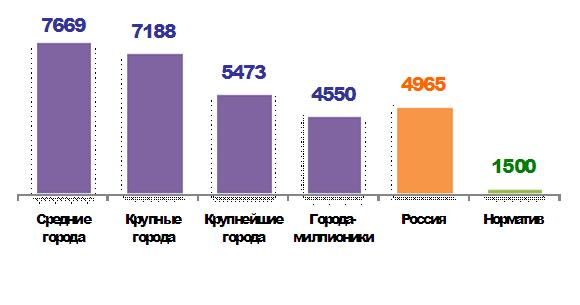 7669
7188
5473
4550
4965
1500
Средние
города
Крупные
города
Крупнейшие
города
Города-
миллионики
Россия
Норматив